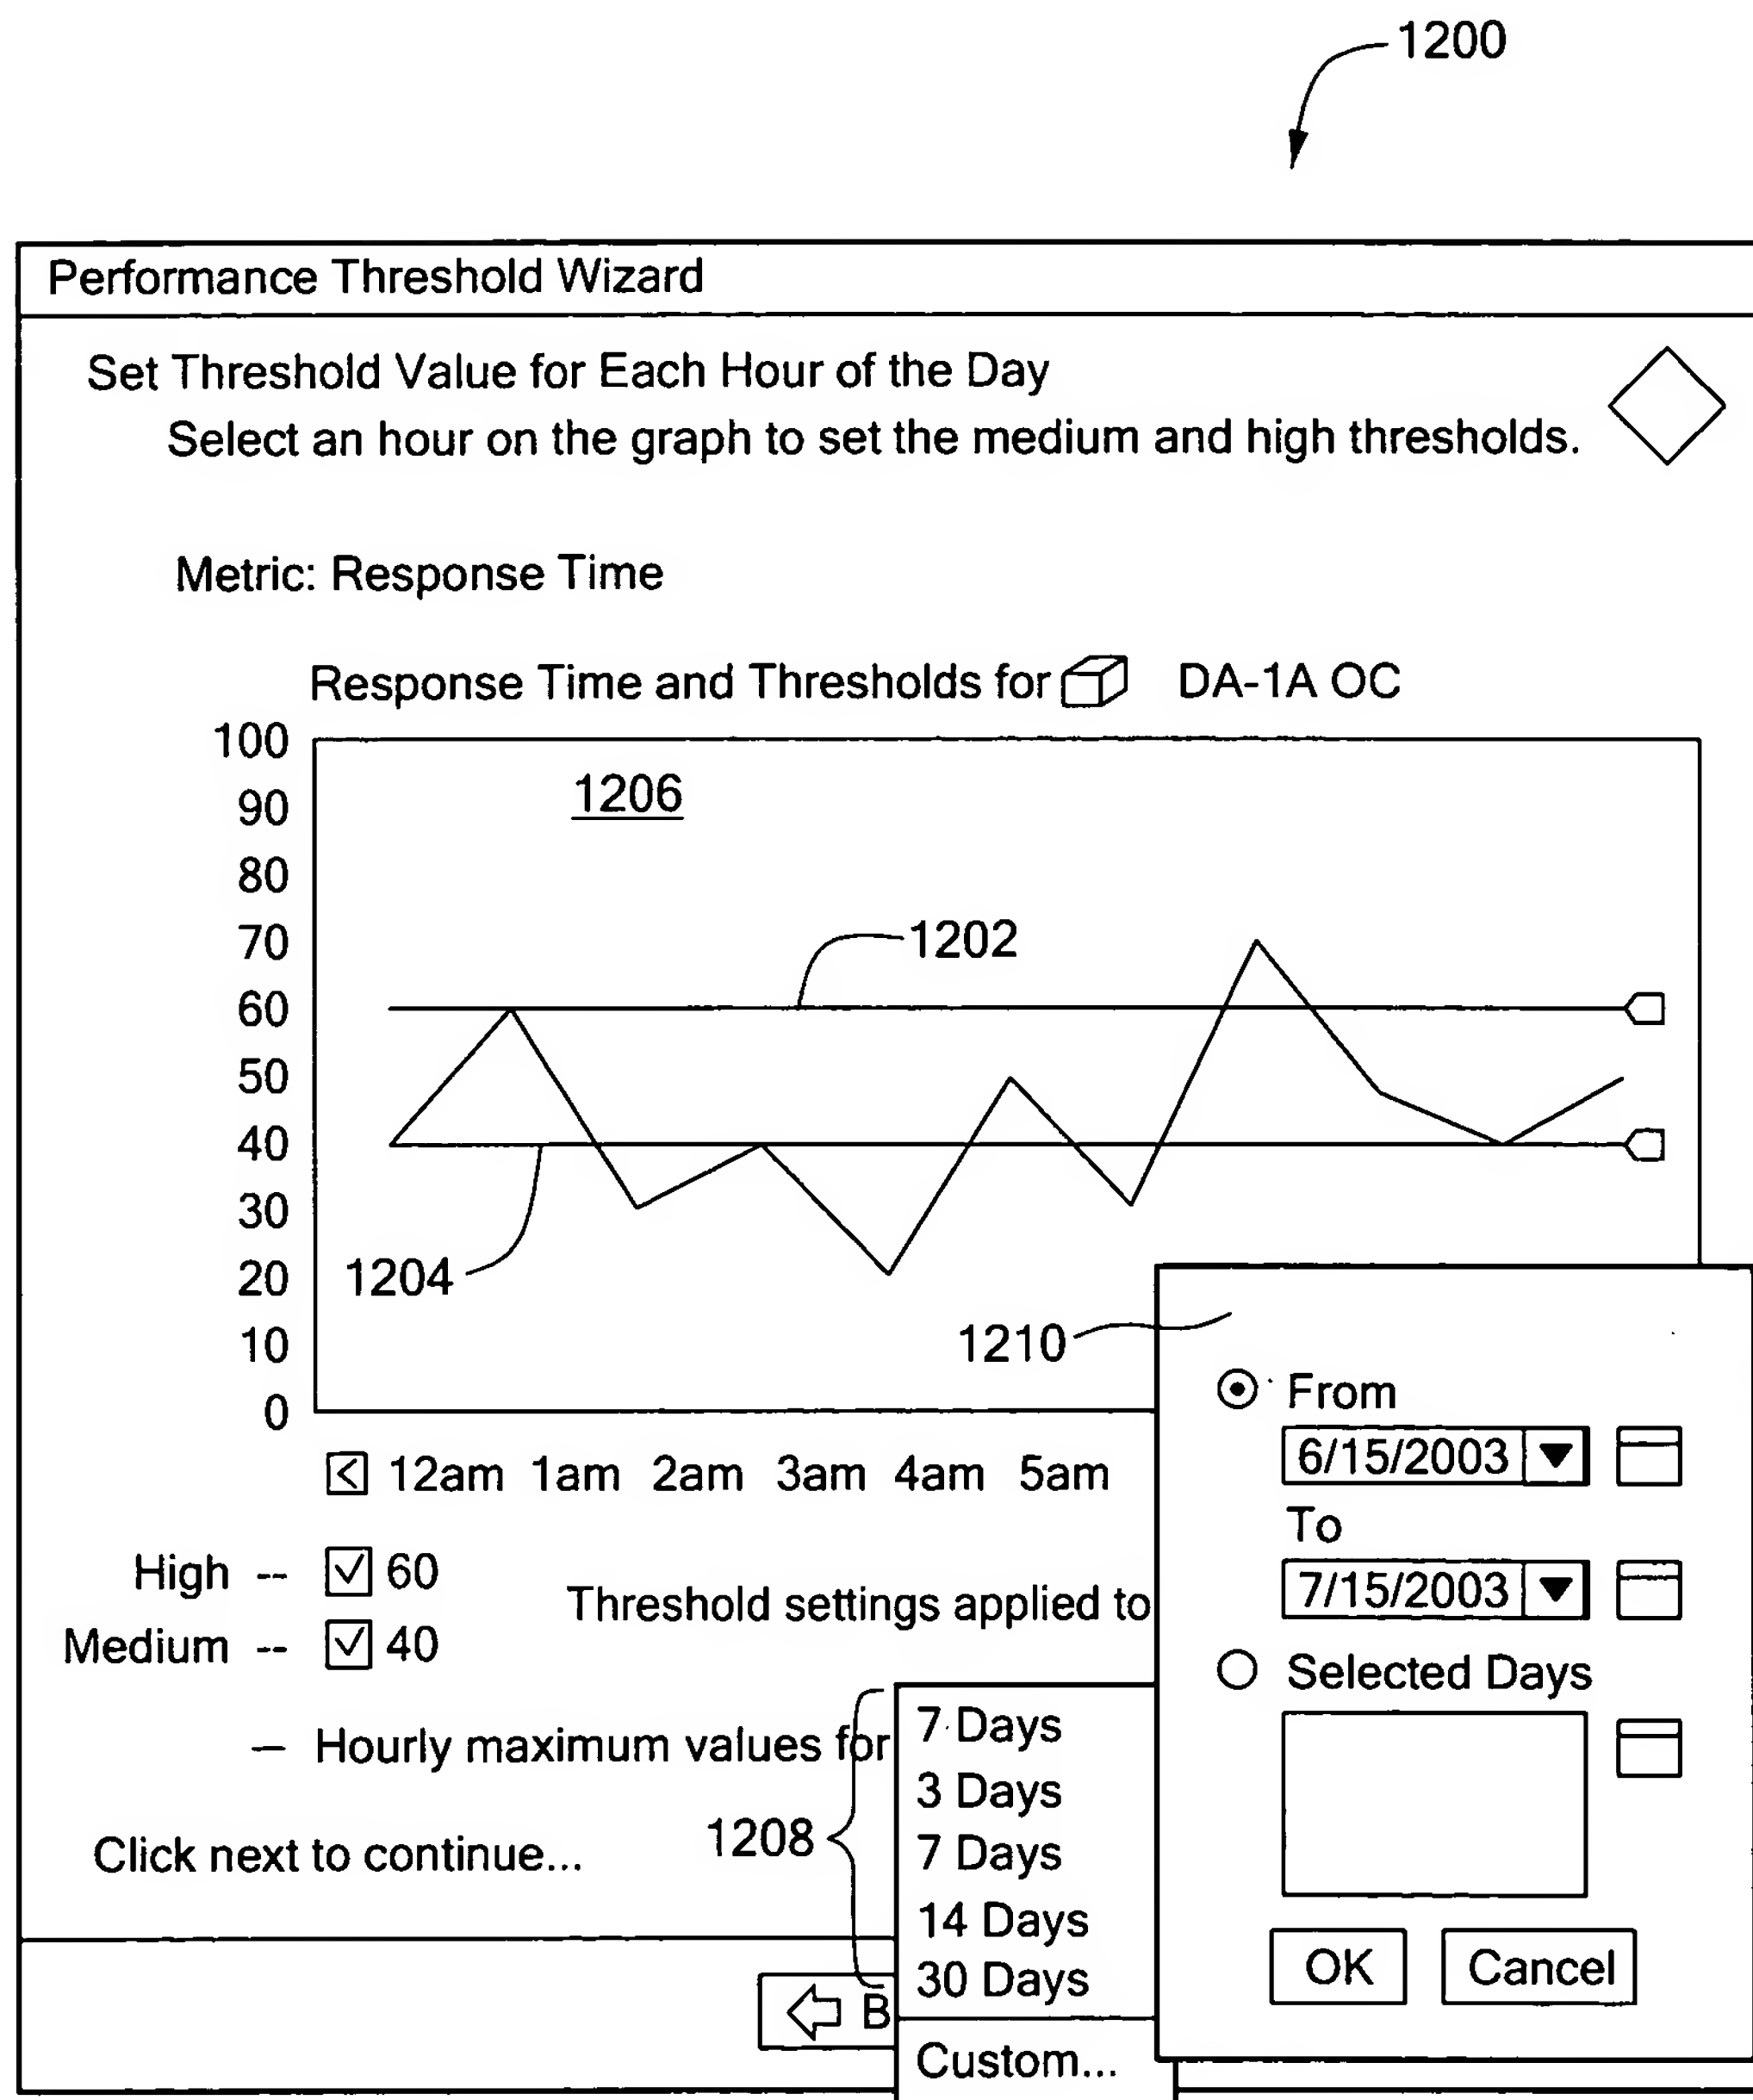 1200
Performance Threshold Wizard
Set Threshold Value for Each Hour of the Day
Select an hour on the graph to set the medium and high thresholds.
Metric: Response Time
Response Time and Thresholds for DA-1A OC
100
90
80
70
60
50
40
30
20
10
0
1206
1202
1204
1210
12am 1am 2am 3am 4am 5am
High -- 60
Medium -- 40
Threshold settings applied to
Hourly maximum values for
Click next to continue...
1208
7 Days
3 Days
7 Days
14 Days
30 Days
Custom...
B
From
6/15/2003
To
7/15/2003
Selected Days
OK Cancel